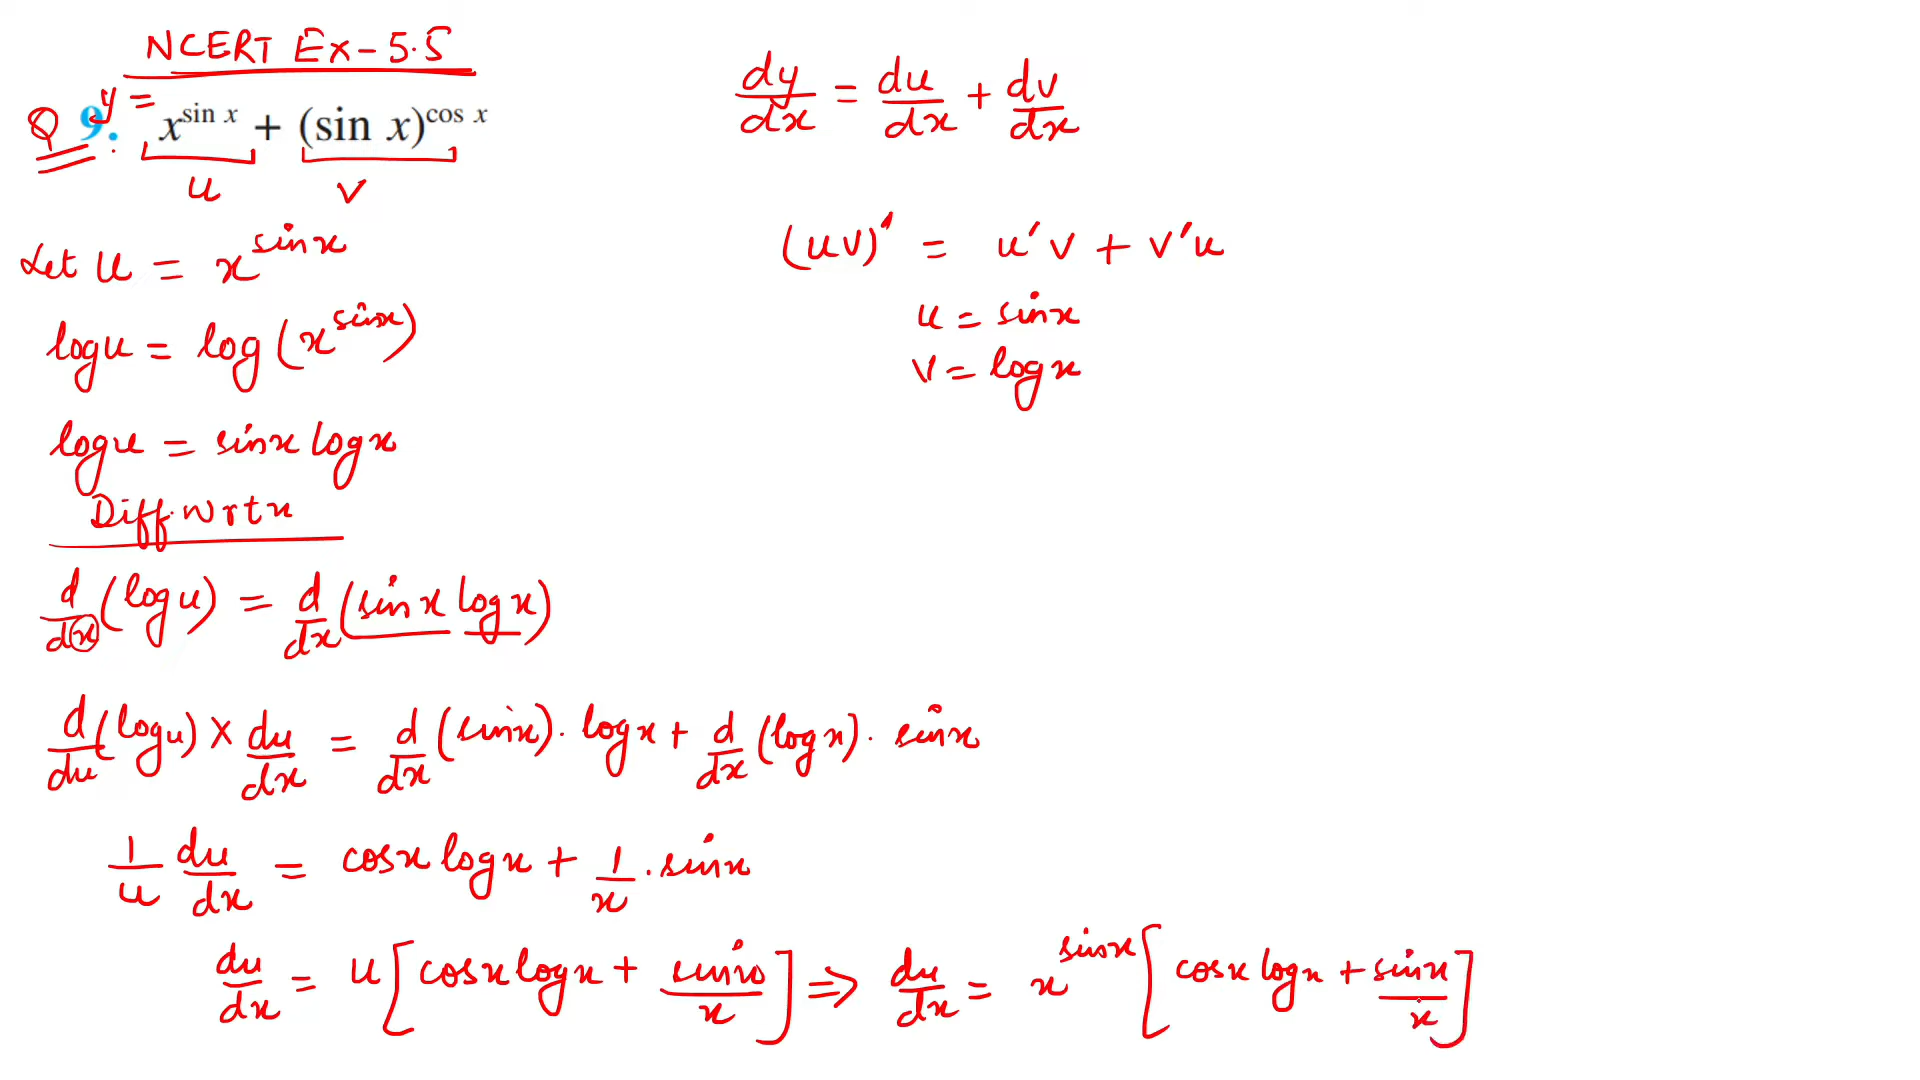 NCERT Ex-5.5
Q 9. y = x^sin x + (sin x)^cos x
u v
Let u = x^sinx
logu = log(x^sinx)
logu = sinx logx
Diff. wrtx
d/dx (logu) = d/dx (sinx logx)
d/du (logu) × du/dx = d/dx (sinx) · logx + d/dx (logx) · sinx
1/u du/dx = cosx logx + 1/x · sinx
du/dx = u [cosx logx + sinx/x] ⇒ du/dx = x^sinx [cosx logx + sinx/x]
dy/dx = du/dx + dv/dx
(uv)' = u'v + v'u
u = sinx
v = logx